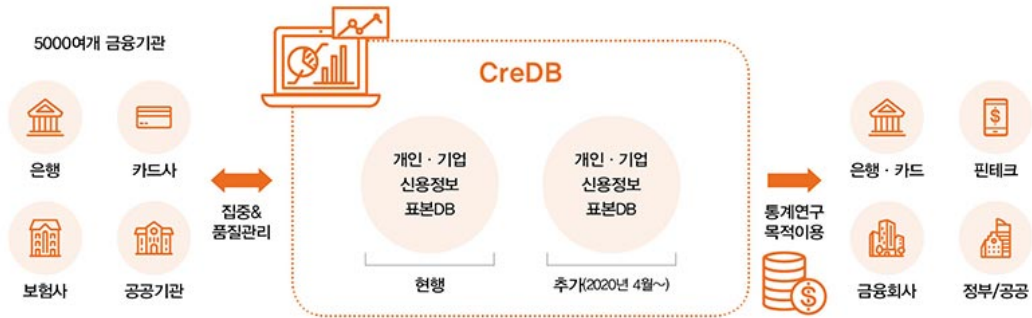 5000여개 금융기관
은행
카드사
보험사
공공기관
집중&
품질관리
CreDB
개인 · 기업
신용정보
표본DB
현행
개인 · 기업
신용정보
표본DB
추가(2020년 4월~)
통계연구
목적이용
은행 · 카드
핀테크
금융회사
정부/공공